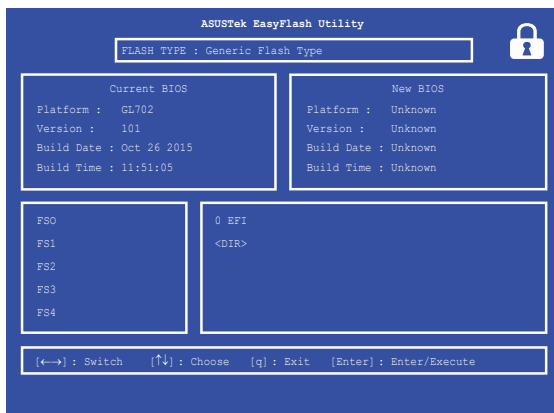 ASUSTek EasyFlash Utility
FLASH TYPE : Generic Flash Type
Current BIOS
Platform : GL702
Version : 101
Build Date : Oct 26 2015
Build Time : 11:51:05
New BIOS
Platform : Unknown
Version : Unknown
Build Date : Unknown
Build Time : Unknown
FSO
FS1
FS2
FS3
FS4
0 EFI
<DIR>
[←→] : Switch [↑↓] : Choose [q] : Exit [Enter] : Enter/Execute